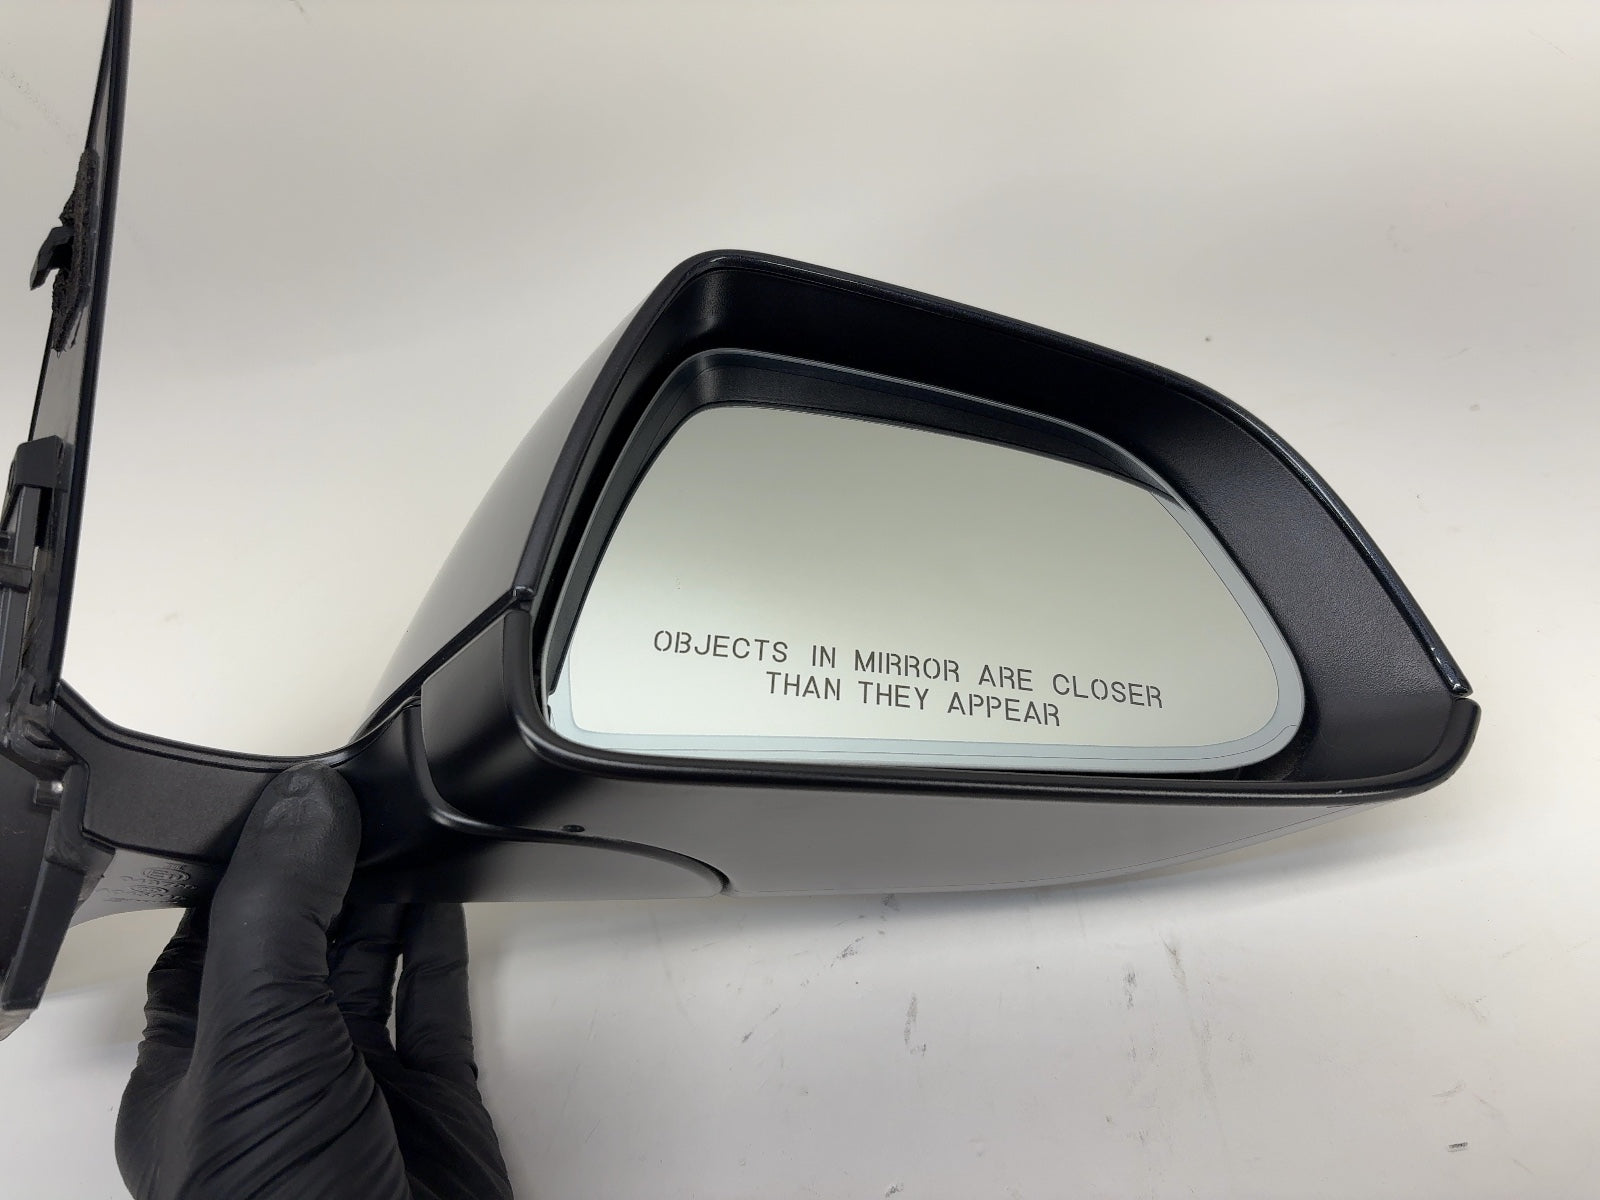 OBJECTS IN MIRROR ARE CLOSER
THAN THEY APPEAR